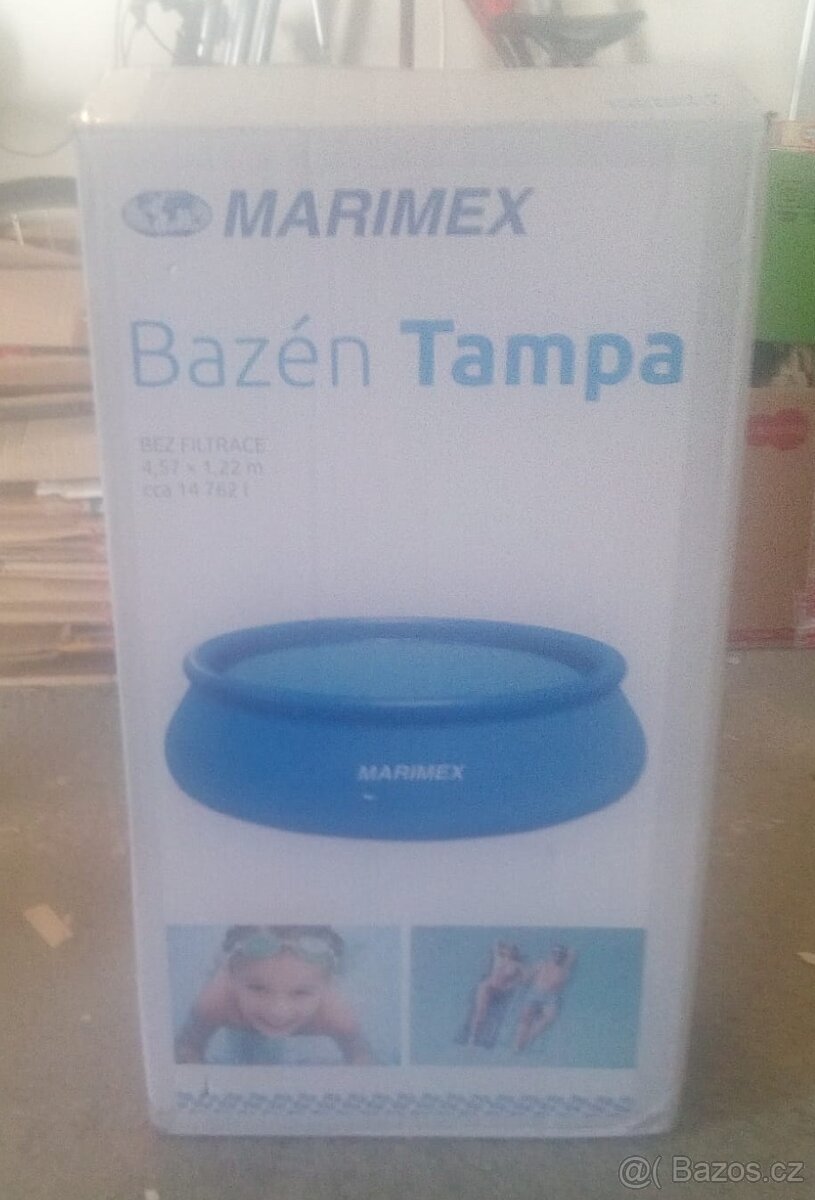 MARIMEX
Bazén Tampa
BEZ FILTRACE
4,57 × 1,22 m
cca 14 762 l
MARIMEX
@( Bazos.cz